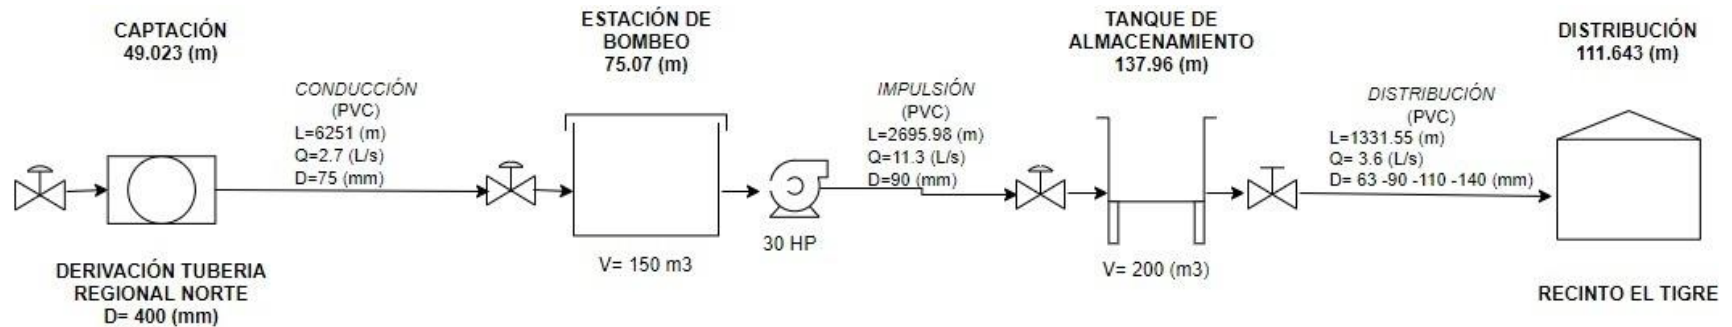 CAPTACIÓN
49.023 (m)
CONDUCCIÓN
(PVC)
L=6251 (m)
Q=2.7 (L/s)
D=75 (mm)
DERIVACIÓN TUBERIA
REGIONAL NORTE
D= 400 (mm)
ESTACIÓN DE
BOMBEO
75.07 (m)
V= 150 m3
30 HP
IMPULSIÓN
(PVC)
L=2695.98 (m)
Q=11.3 (L/s)
D=90 (mm)
TANQUE DE
ALMACENAMIENTO
137.96 (m)
V= 200 (m3)
DISTRIBUCIÓN
(PVC)
L=1331.55 (m)
Q= 3.6 (L/s)
D= 63 -90 -110 -140 (mm)
DISTRIBUCIÓN
111.643 (m)
RECINTO EL TIGRE